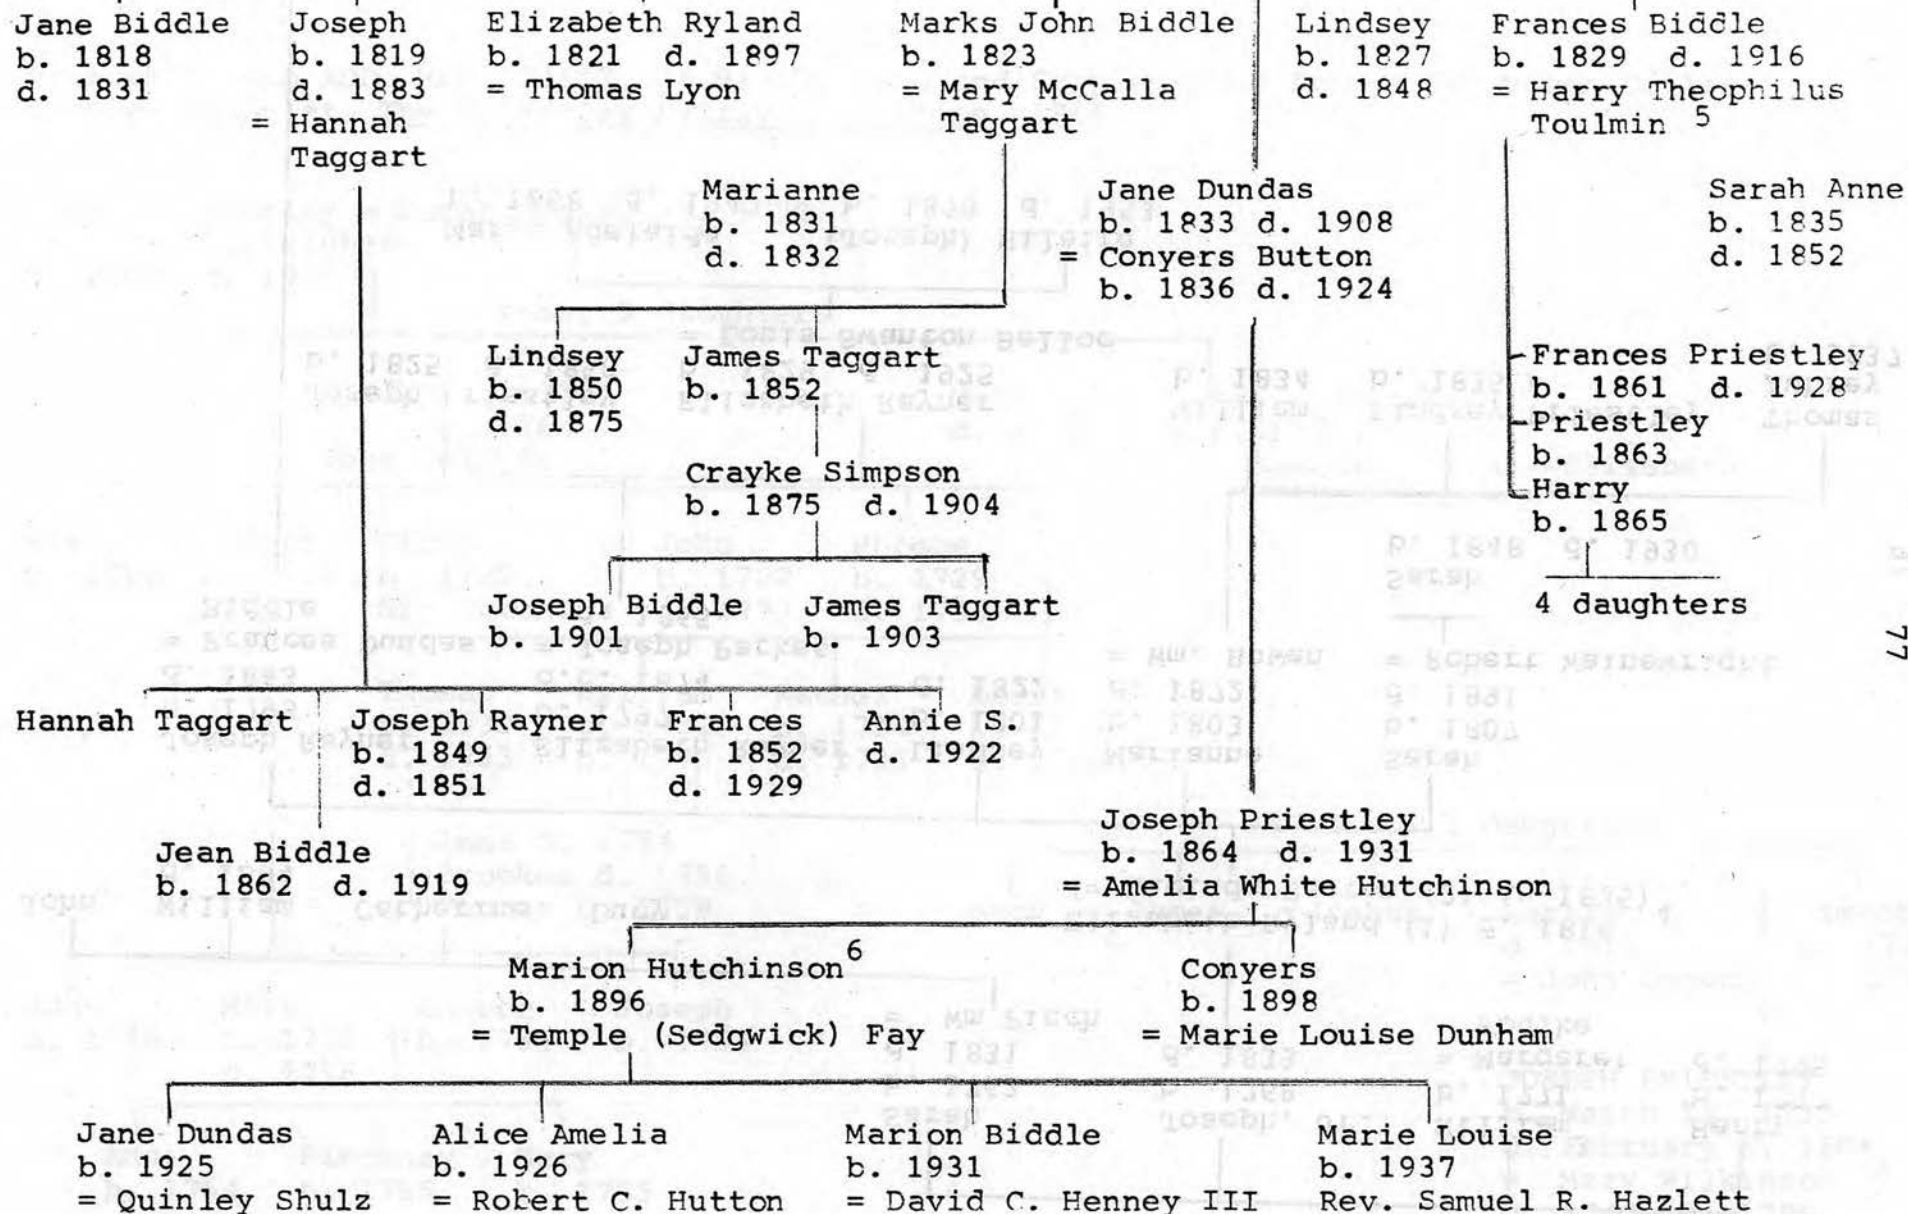 Jane Biddle
b. 1818
d. 1831
Joseph
b. 1819
d. 1883
= Hannah
Taggart
Elizabeth Ryland
b. 1821 d. 1897
= Thomas Lyon
Marks John Biddle
b. 1823
= Mary McCalla
Taggart
Lindsey
b. 1827
d. 1848
Frances Biddle
b. 1829 d. 1916
= Harry Theophilus
Toulmin 5
Marianne
b. 1831
d. 1832
Jane Dundas
b. 1833 d. 1908
= Conyers Button
b. 1836 d. 1924
Sarah Anne
b. 1835
d. 1852
Lindsey
b. 1850
d. 1875
James Taggart
b. 1852
Frances Priestley
b. 1861 d. 1928
Priestley
b. 1863
Harry
b. 1865
4 daughters
Crayke Simpson
b. 1875 d. 1904
Joseph Biddle
b. 1901
James Taggart
b. 1903
77
Hannah Taggart
Joseph Rayner
b. 1849
d. 1851
Frances
b. 1852
d. 1929
Annie S.
d. 1922
Jean Biddle
b. 1862 d. 1919
Joseph Priestley
b. 1864 d. 1931
= Amelia White Hutchinson
Marion Hutchinson 6
b. 1896
= Temple (Sedgwick) Fay
Conyers
b. 1898
= Marie Louise Dunham
Jane Dundas
b. 1925
= Quinley Shulz
Alice Amelia
b. 1926
= Robert C. Hutton
Marion Biddle
b. 1931
= David C. Henney III
Marie Louise
b. 1937
Rev. Samuel R. Hazlett